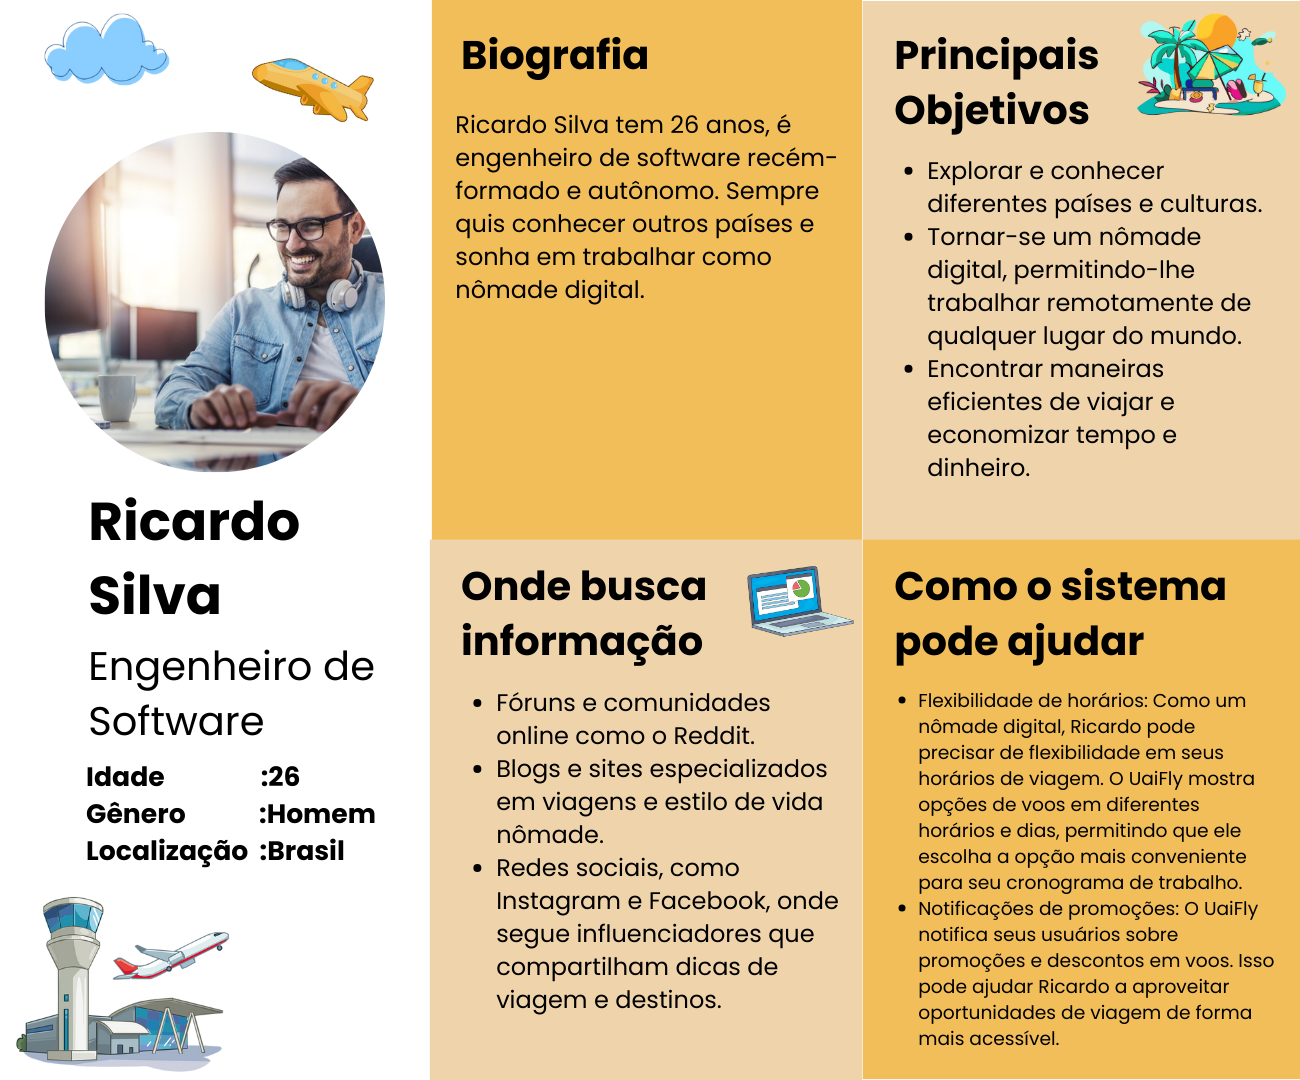 Ricardo
Silva
Engenheiro de
Software
Idade :26
Gênero :Homem
Localização :Brasil
Biografia
Ricardo Silva tem 26 anos, é
engenheiro de software recém-
formado e autônomo. Sempre
quis conhecer outros países e
sonha em trabalhar como
nômade digital.
Principais
Objetivos
• Explorar e conhecer
diferentes países e culturas.
• Tornar-se um nômade
digital, permitindo-lhe
trabalhar remotamente de
qualquer lugar do mundo.
• Encontrar maneiras
eficientes de viajar e
economizar tempo e
dinheiro.
Onde busca
informação
• Fóruns e comunidades
online como o Reddit.
• Blogs e sites especializados
em viagens e estilo de vida
nômade.
• Redes sociais, como
Instagram e Facebook, onde
segue influenciadores que
compartilham dicas de
viagem e destinos.
Como o sistema
pode ajudar
• Flexibilidade de horários: Como um
nômade digital, Ricardo pode
precisar de flexibilidade em seus
horários de viagem. O UaiFly mostra
opções de voos em diferentes
horários e dias, permitindo que ele
escolha a opção mais conveniente
para seu cronograma de trabalho.
• Notificações de promoções: O UaiFly
notifica seus usuários sobre
promoções e descontos em voos. Isso
pode ajudar Ricardo a aproveitar
oportunidades de viagem de forma
mais acessível.